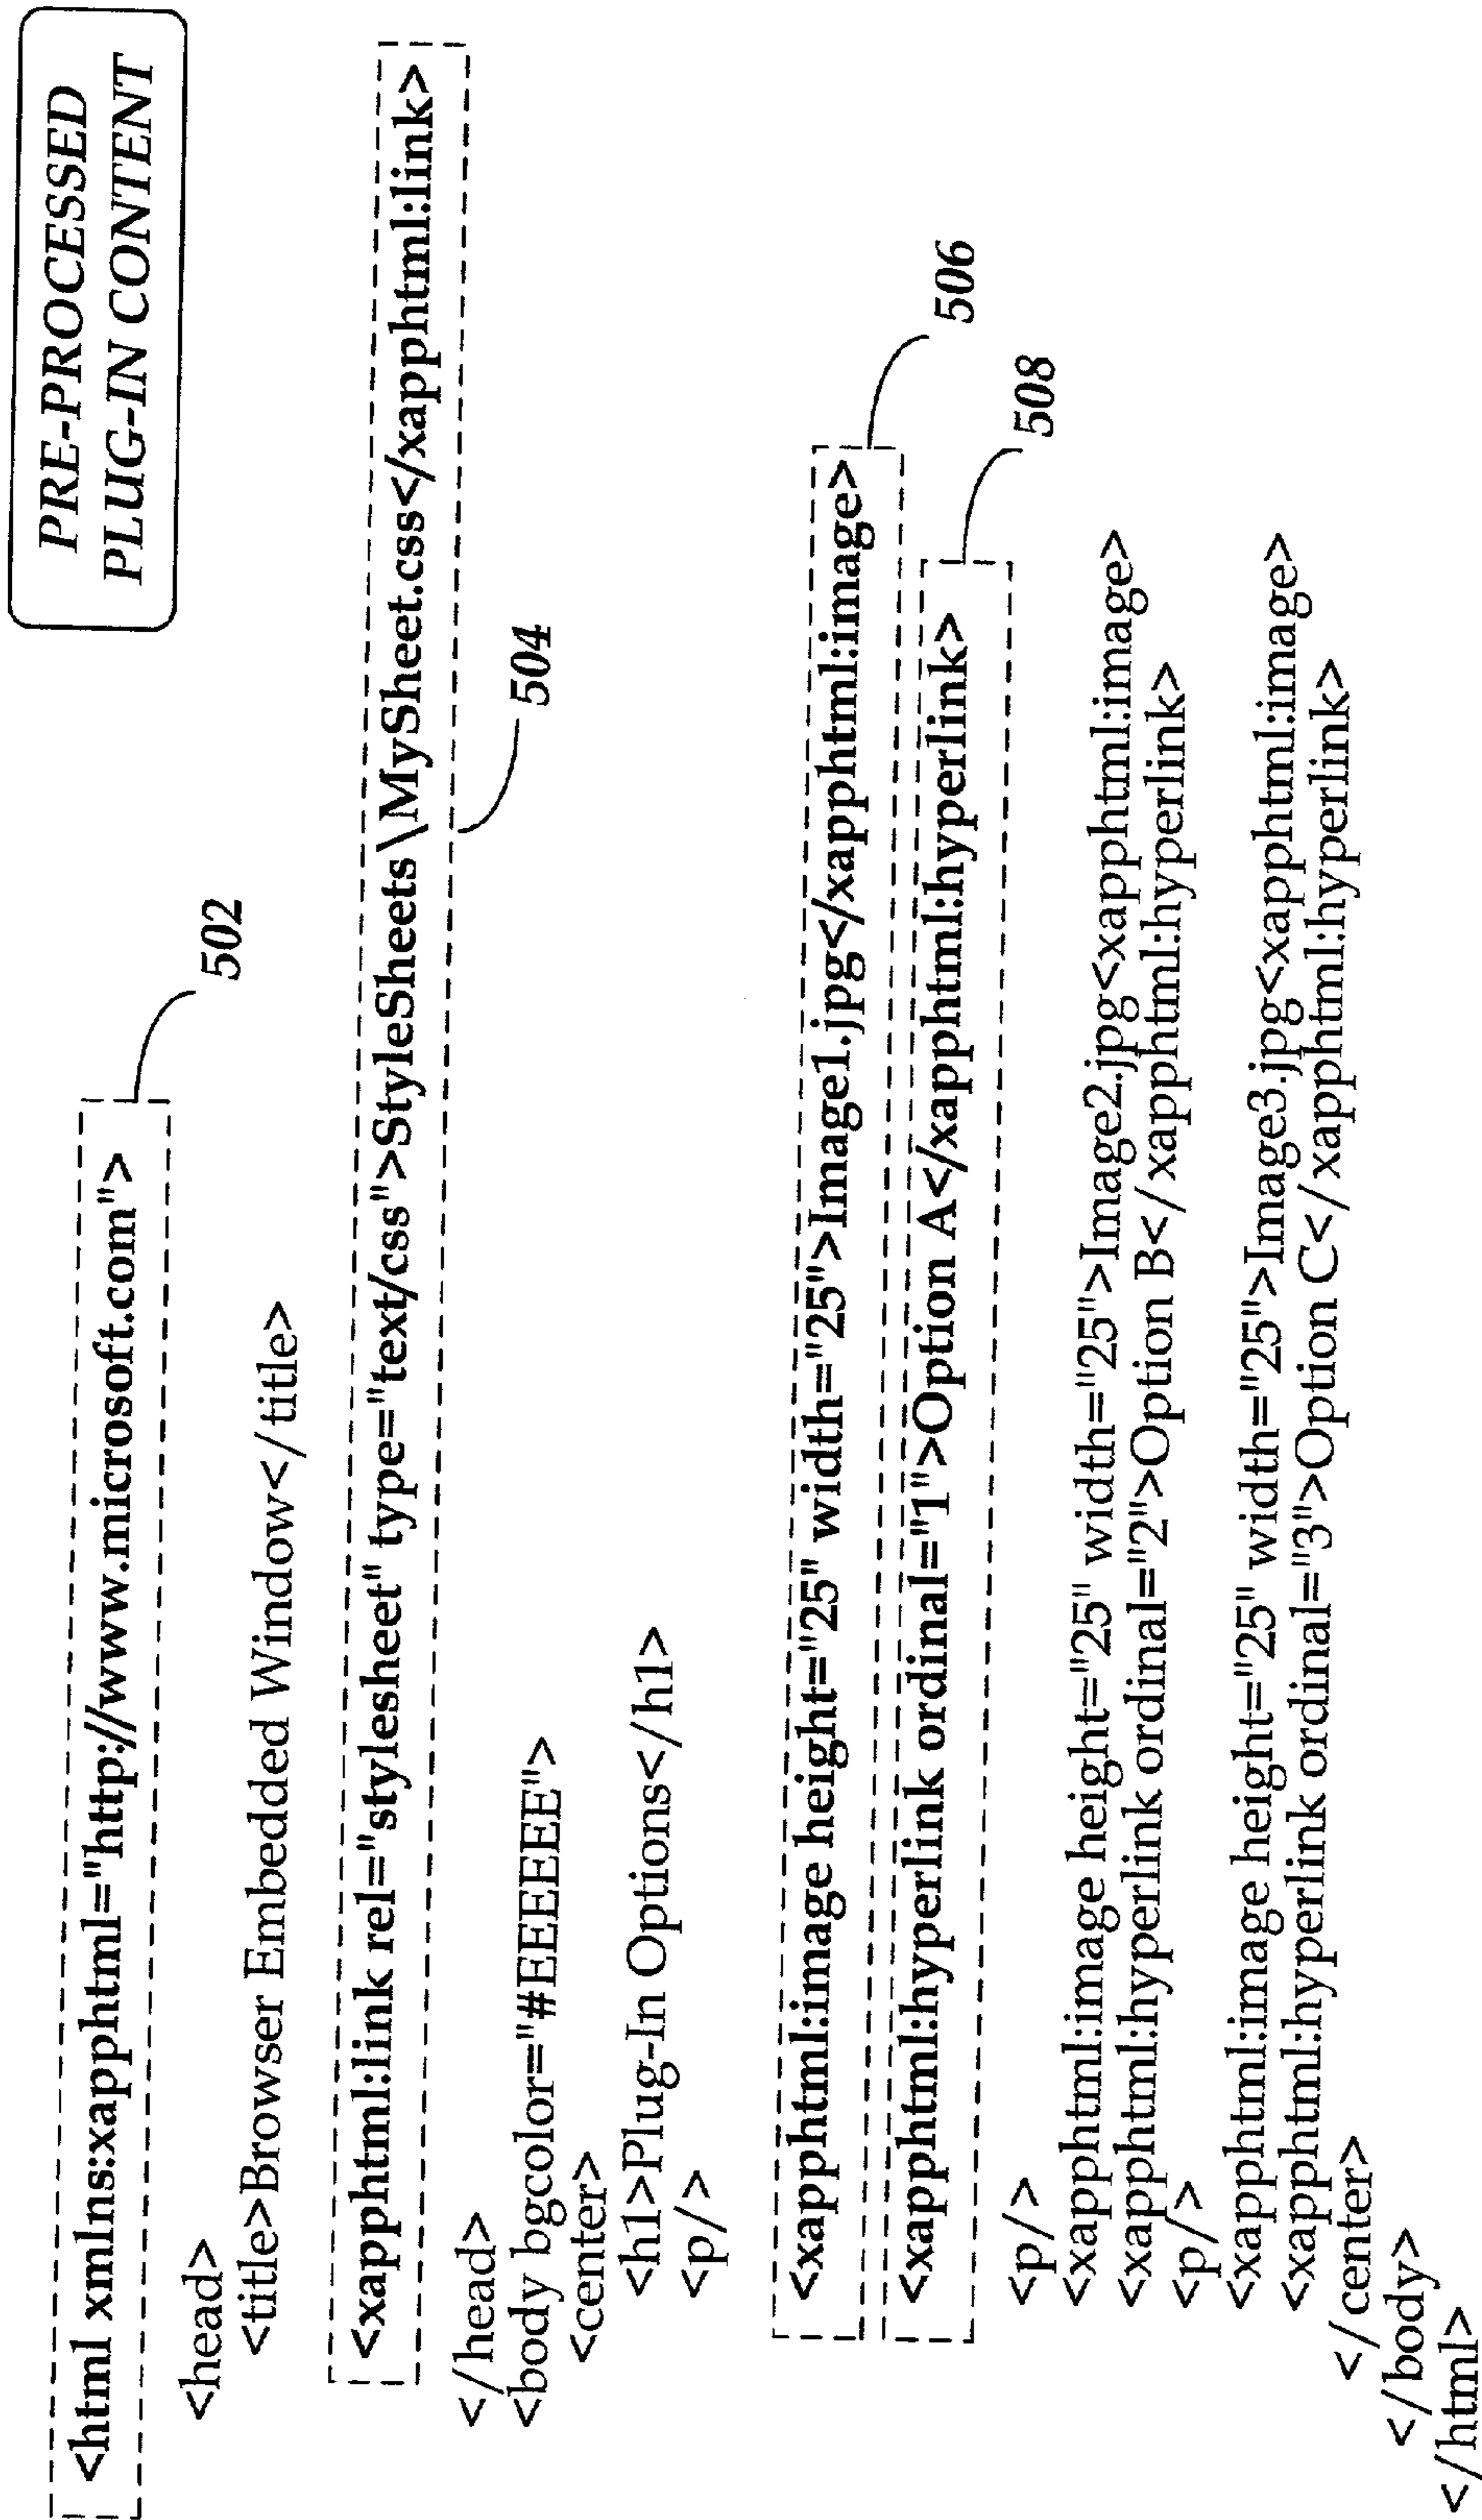 PRE-PROCESSED
PLUG-IN CONTENT
<html xmlns:xapphtml="http://www.microsoft.com">
502
<head>
<title>Browser Embedded Window</title>
<xapphtml:link rel="stylesheet" type="text/css">StyleSheets\MySheet.css</xapphtml:link>
504
</head>
<body bgcolor="#EEEEEE">
<center>
<h1>Plug-In Options</h1>
<p/>
<xapphtml:image height="25" width="25">Image1.jpg</xapphtml:image>
506
<xapphtml:hyperlink ordinal="1">Option A</xapphtml:hyperlink>
508
<p/>
<xapphtml:image height="25" width="25">Image2.jpg<xapphtml:image>
<xapphtml:hyperlink ordinal="2">Option B</xapphtml:hyperlink>
<p/>
<xapphtml:image height="25" width="25">Image3.jpg<xapphtml:image>
<xapphtml:hyperlink ordinal="3">Option C</xapphtml:hyperlink>
</center>
</body>
</html>